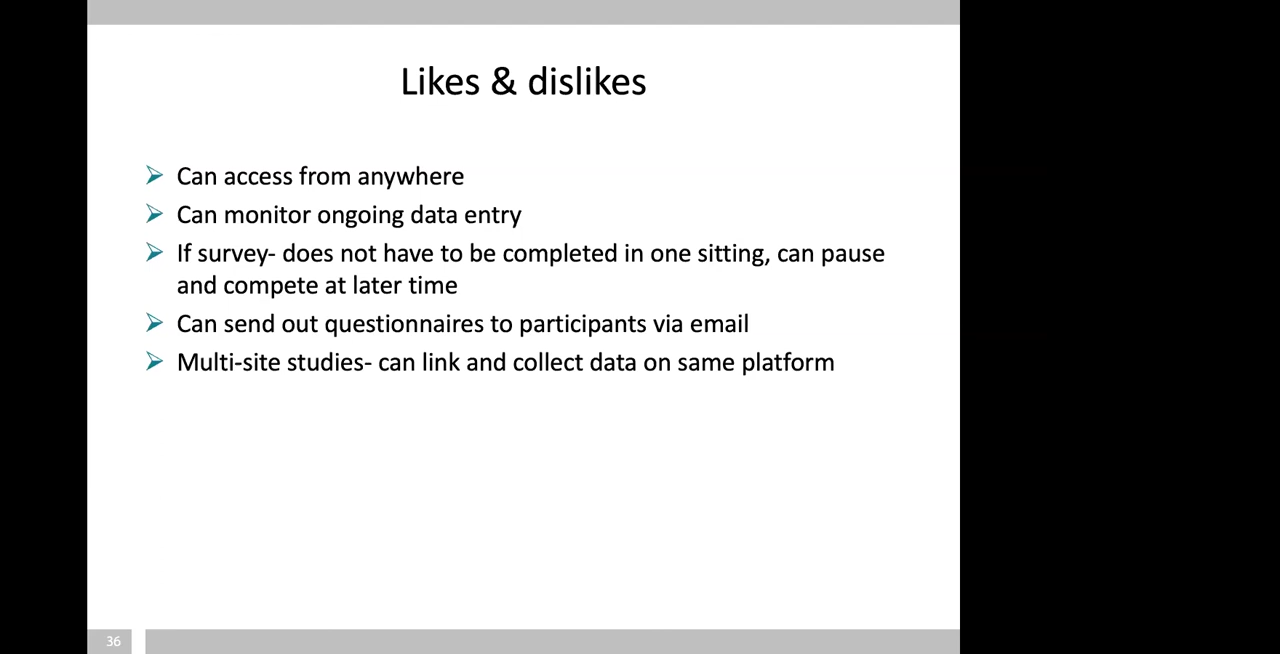 Likes & dislikes
Can access from anywhere
Can monitor ongoing data entry
If survey- does not have to be completed in one sitting, can pause
and compete at later time
Can send out questionnaires to participants via email
Multi-site studies- can link and collect data on same platform
36